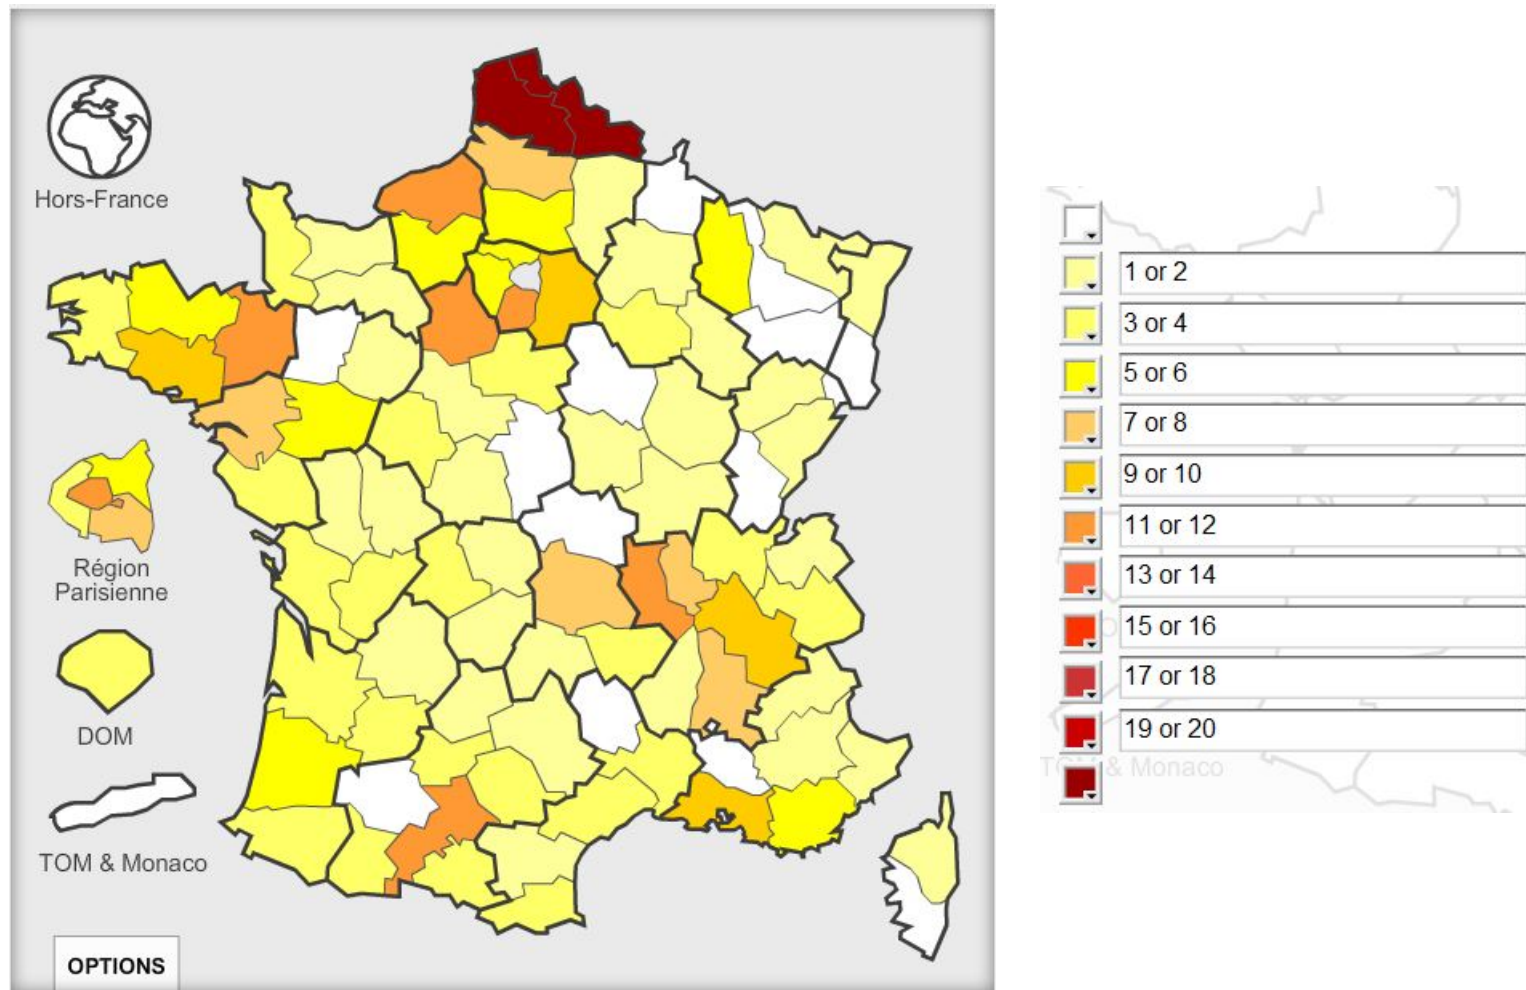 Hors-France
Région
Parisienne
DOM
TOM & Monaco
OPTIONS
1 or 2
3 or 4
5 or 6
7 or 8
9 or 10
11 or 12
13 or 14
15 or 16
17 or 18
19 or 20
TOM & Monaco